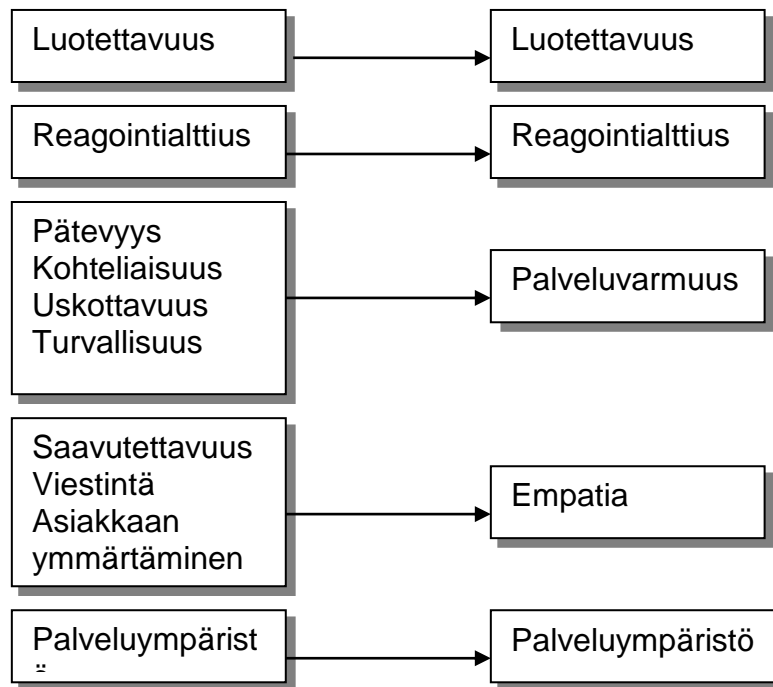 Luotettavuus
Luotettavuus
Reagointialttius
Reagointialttius
Pätevyys
Kohteliaisuus
Uskottavuus
Turvallisuus
Palveluvarmuus
Saavutettavuus
Viestintä
Asiakkaan
ymmärtäminen
Empatia
Palveluympärist
Palveluympäristö